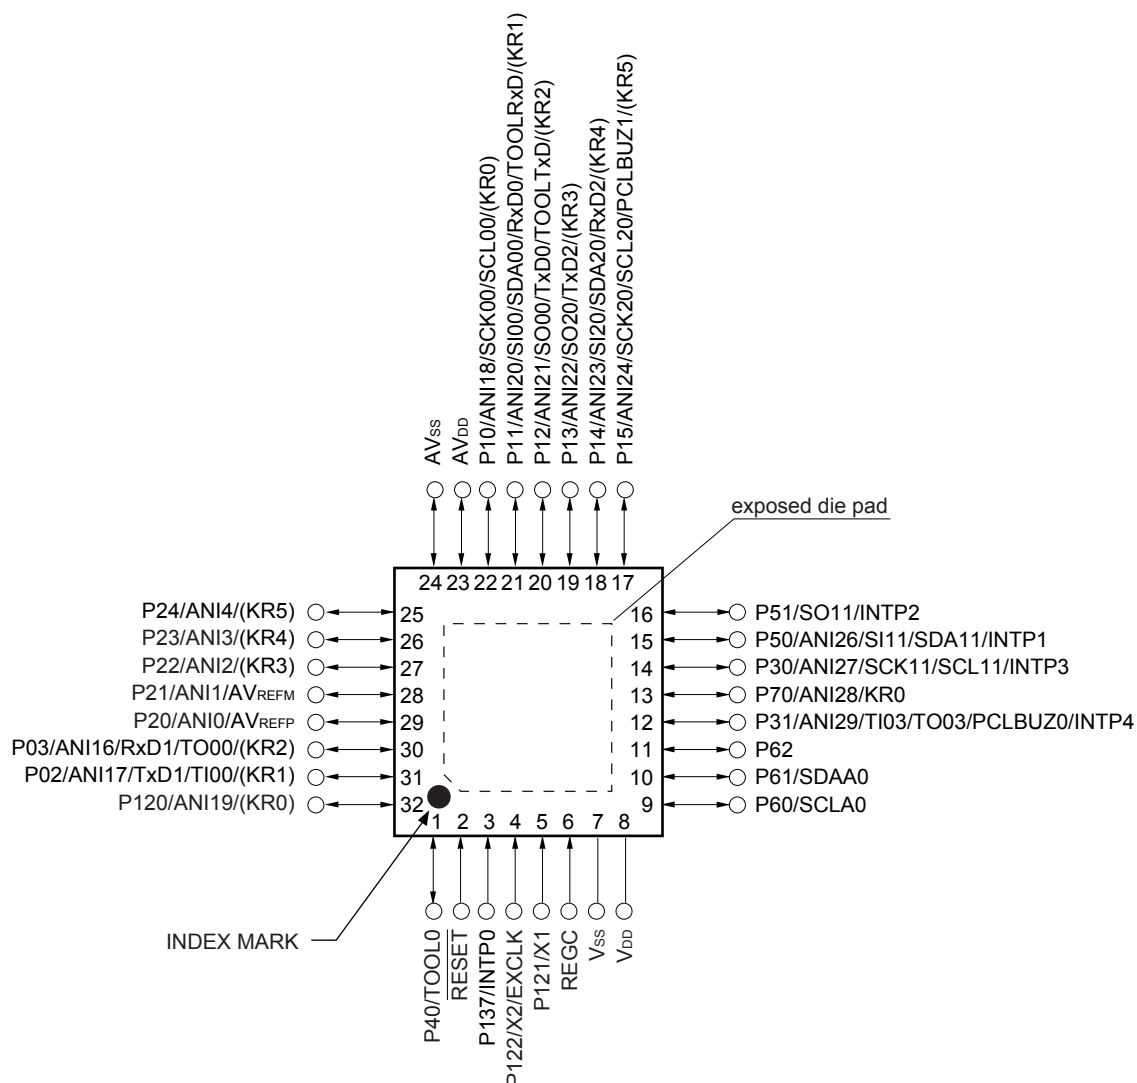 P10/ANI18/SCK00/SCL00/(KR0)
P11/ANI20/SI00/SDA00/RxD0/TOOLRxD/(KR1)
P12/ANI21/SO00/TxD0/TOOLTxD/(KR2)
P13/ANI22/SO20/TxD2/(KR3)
P14/ANI23/SI20/SDA20/RxD2/(KR4)
P15/ANI24/SCK20/SCL20/PCLBUZ1/(KR5)
AVSS
AVDD
exposed die pad
24 23 22 21 20 19 18 17
P24/ANI4/(KR5) 25
P23/ANI3/(KR4) 26
P22/ANI2/(KR3) 27
P21/ANI1/AVREFM 28
P20/ANI0/AVREFP 29
P03/ANI16/RxD1/TO00/(KR2) 30
P02/ANI17/TxD1/TI00/(KR1) 31
P120/ANI19/(KR0) 32
16 P51/SO11/INTP2
15 P50/ANI26/SI11/SDA11/INTP1
14 P30/ANI27/SCK11/SCL11/INTP3
13 P70/ANI28/KR0
12 P31/ANI29/TI03/TO03/PCLBUZ0/INTP4
11 P62
10 P61/SDAA0
9 P60/SCLA0
1 2 3 4 5 6 7 8
INDEX MARK
P40/TOOL0
RESET
P137/INTP0
P122/X2/EXCLK
P121/X1
REGC
VSS
VDD